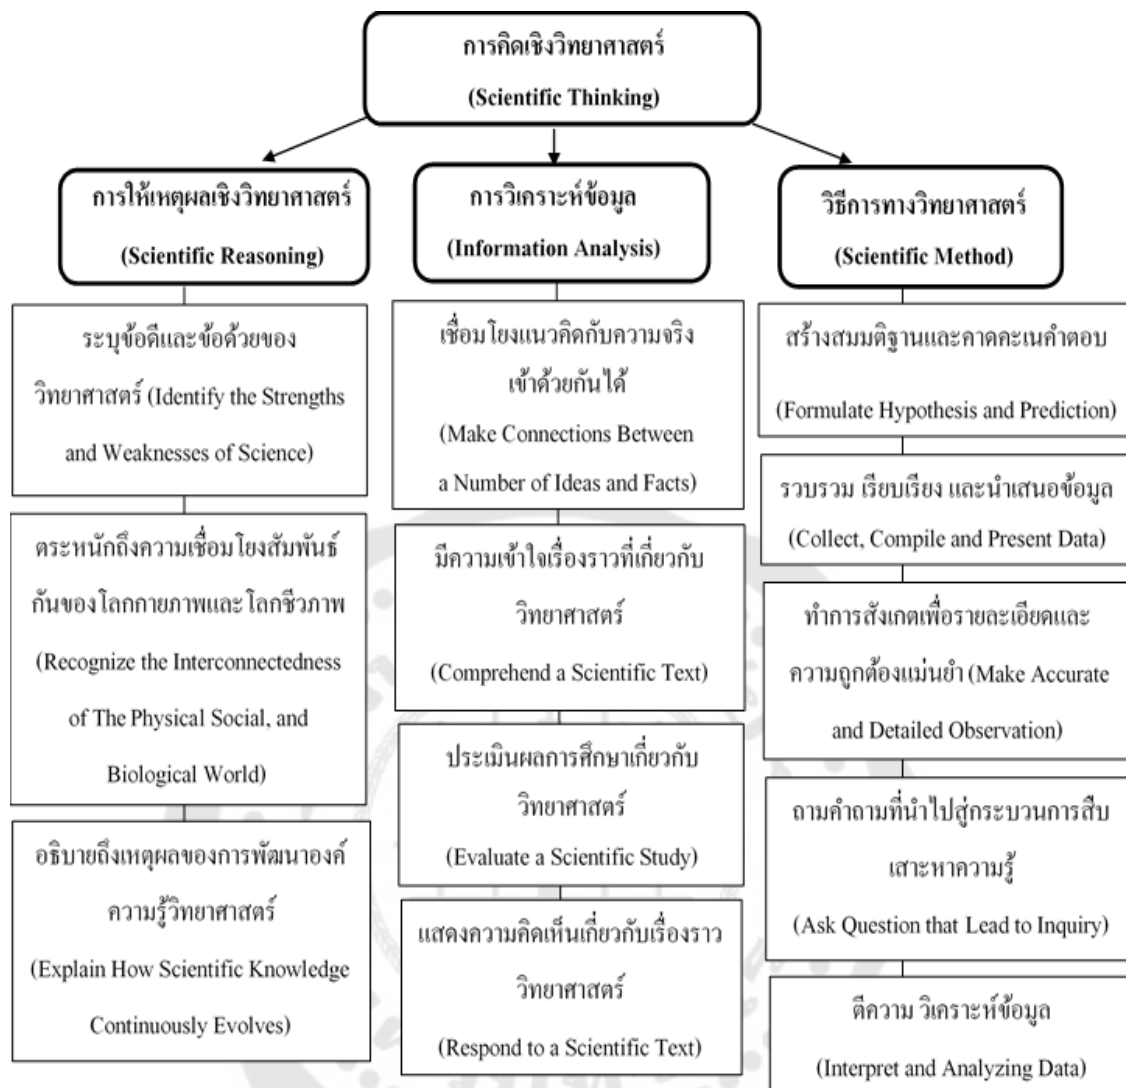 การคิดเชิงวิทยาศาสตร์
(Scientific Thinking)
การให้เหตุผลเชิงวิทยาศาสตร์
(Scientific Reasoning)
ระบุข้อดีและข้อด้วยของ
วิทยาศาสตร์ (Identify the Strengths
and Weaknesses of Science)
ตระหนักถึงความเชื่อมโยงสัมพันธ์
กันของโลกกายภาพและโลกชีวภาพ
(Recognize the Interconnectedness
of The Physical Social, and
Biological World)
อธิบายถึงเหตุผลของการพัฒนาองค์
ความรู้วิทยาศาสตร์
(Explain How Scientific Knowledge
Continuously Evolves)
การวิเคราะห์ข้อมูล
(Information Analysis)
เชื่อมโยงแนวคิดกับความจริง
เข้าด้วยกันได้
(Make Connections Between
a Number of Ideas and Facts)
มีความเข้าใจเรื่องราวที่เกี่ยวกับ
วิทยาศาสตร์
(Comprehend a Scientific Text)
ประเมินผลการศึกษาเกี่ยวกับ
วิทยาศาสตร์
(Evaluate a Scientific Study)
แสดงความคิดเห็นเกี่ยวกับเรื่องราว
วิทยาศาสตร์
(Respond to a Scientific Text)
วิธีการทางวิทยาศาสตร์
(Scientific Method)
สร้างสมมติฐานและคาดคะเนคำตอบ
(Formulate Hypothesis and Prediction)
รวบรวม เรียบเรียง และนำเสนอข้อมูล
(Collect, Compile and Present Data)
ทำการสังเกตเพื่อรายละเอียดและ
ความถูกต้องแม่นยำ (Make Accurate
and Detailed Observation)
ถามคำถามที่นำไปสู่กระบวนการสืบ
เสาะหาความรู้
(Ask Question that Lead to Inquiry)
ตีความ วิเคราะห์ข้อมูล
(Interpret and Analyzing Data)